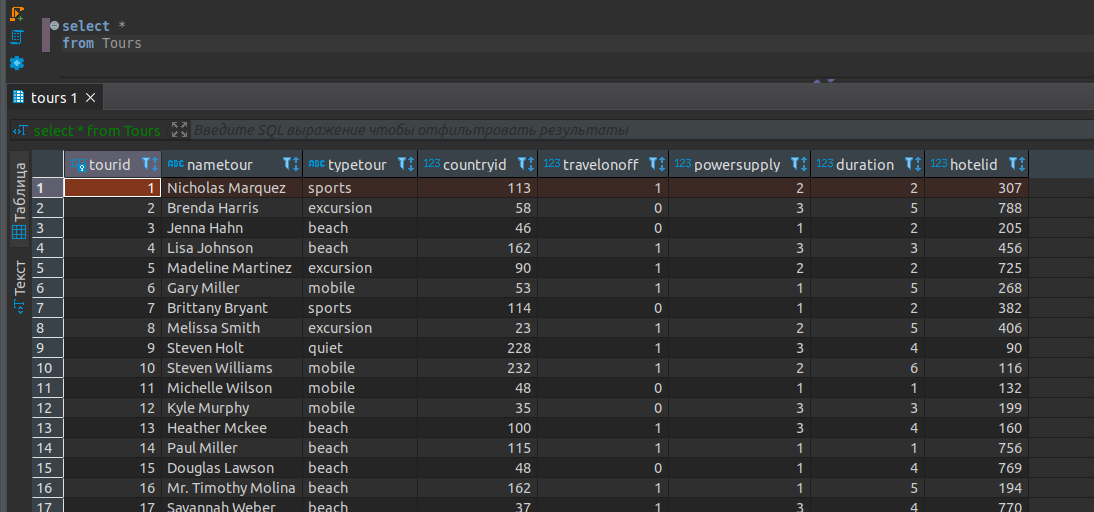 select *
from Tours
tours 1
select * from Tours Введите SQL выражение чтобы отфильтровать результаты
Таблица
Текст
123 tourid ABC nametour ABC typetour 123 countryid 123 travelonoff 123 powersupply 123 duration 123 hotelid
1 1 Nicholas Marquez sports 113 1 2 2 307
2 2 Brenda Harris excursion 58 0 3 5 788
3 3 Jenna Hahn beach 46 0 1 2 205
4 4 Lisa Johnson beach 162 1 3 3 456
5 5 Madeline Martinez excursion 90 1 2 2 725
6 6 Gary Miller mobile 53 1 1 5 268
7 7 Brittany Bryant sports 114 0 1 2 382
8 8 Melissa Smith excursion 23 1 2 5 406
9 9 Steven Holt quiet 228 1 3 4 90
10 10 Steven Williams mobile 232 1 2 6 116
11 11 Michelle Wilson mobile 48 0 1 1 132
12 12 Kyle Murphy mobile 35 0 3 3 199
13 13 Heather Mckee beach 100 1 3 4 160
14 14 Paul Miller beach 115 1 1 1 756
15 15 Douglas Lawson beach 48 0 1 4 769
16 16 Mr. Timothy Molina beach 162 1 1 5 194
17 17 Savannah Weber beach 37 1 3 4 770